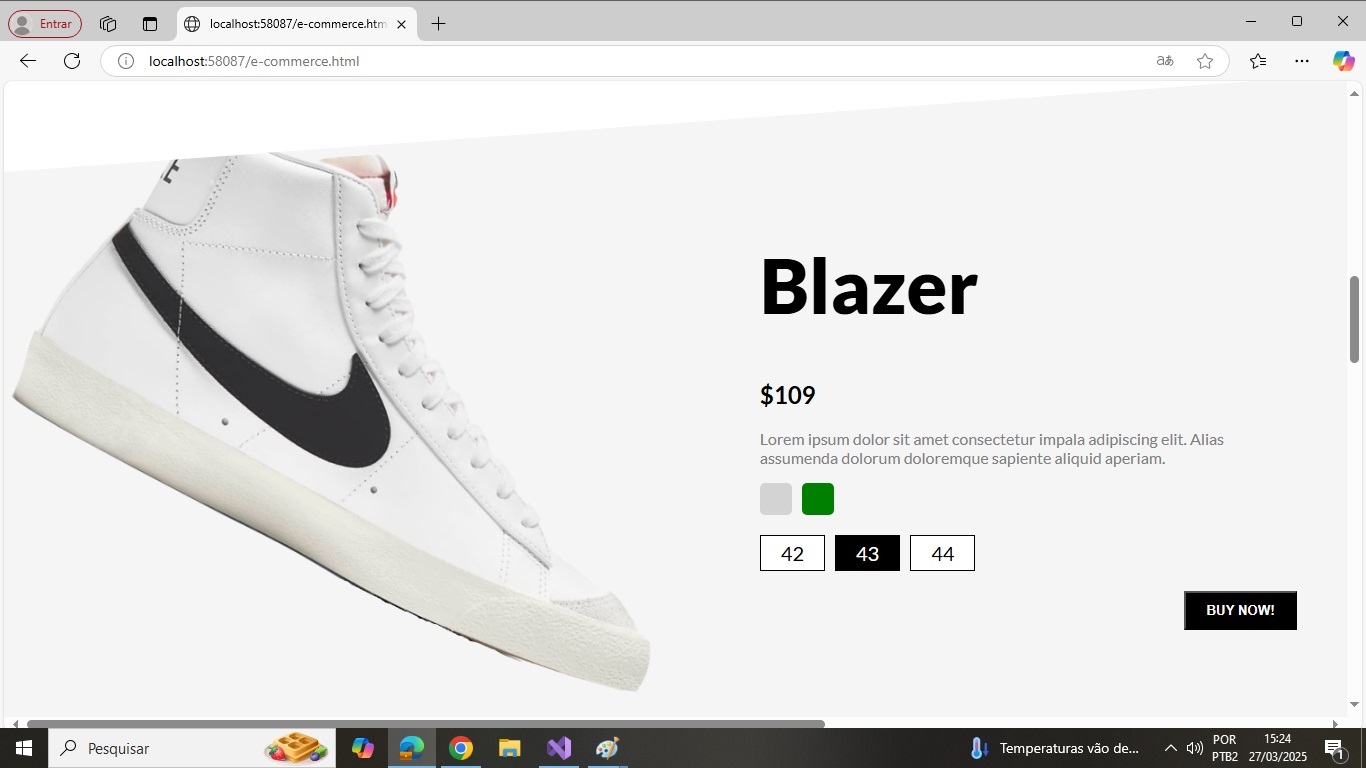 Entrar
localhost:58087/e-commerce.htm
localhost:58087/e-commerce.html
Blazer
$109
Lorem ipsum dolor sit amet consectetur impala adipiscing elit. Alias
assumenda dolorum doloremque sapiente aliquid aperiam.
42 43 44
BUY NOW!
Pesquisar
Temperaturas vão de...
POR
PTB2
15:24
27/03/2025
1